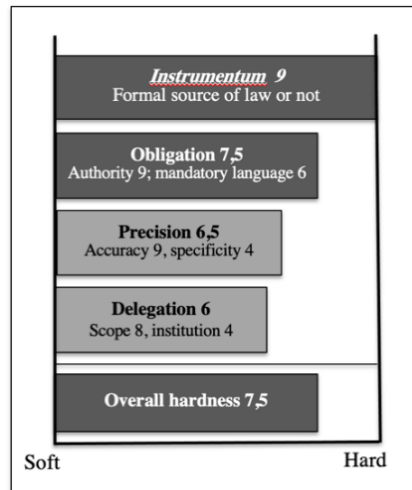 Instrumentum 9
Formal source of law or not
Obligation 7,5
Authority 9; mandatory language 6
Precision 6,5
Accuracy 9, specificity 4
Delegation 6
Scope 8, institution 4
Overall hardness 7,5
Soft Hard